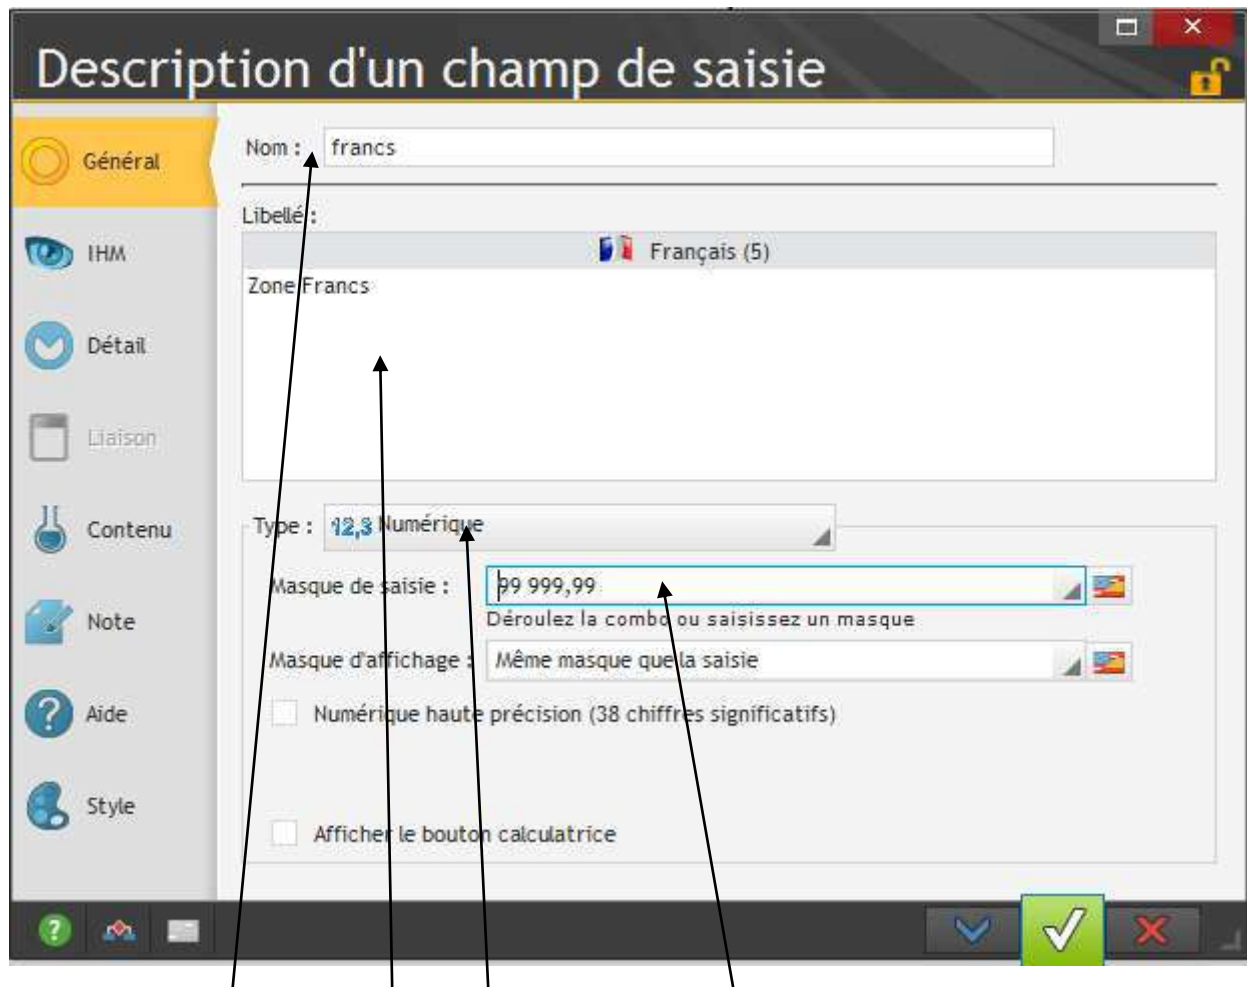 Description d'un champ de saisie
Général
Nom : francs
Libellé :
Français (5)
IHM
Zone Francs
Détail
Liaison
Contenu
Type : 12,3 Numérique
Masque de saisie : 99 999,99
Déroulez la combo ou saisissez un masque
Note
Masque d'affichage : Même masque que la saisie
Aide
Numérique haute précision (38 chiffres significatifs)
Style
Afficher le bouton calculatrice
?